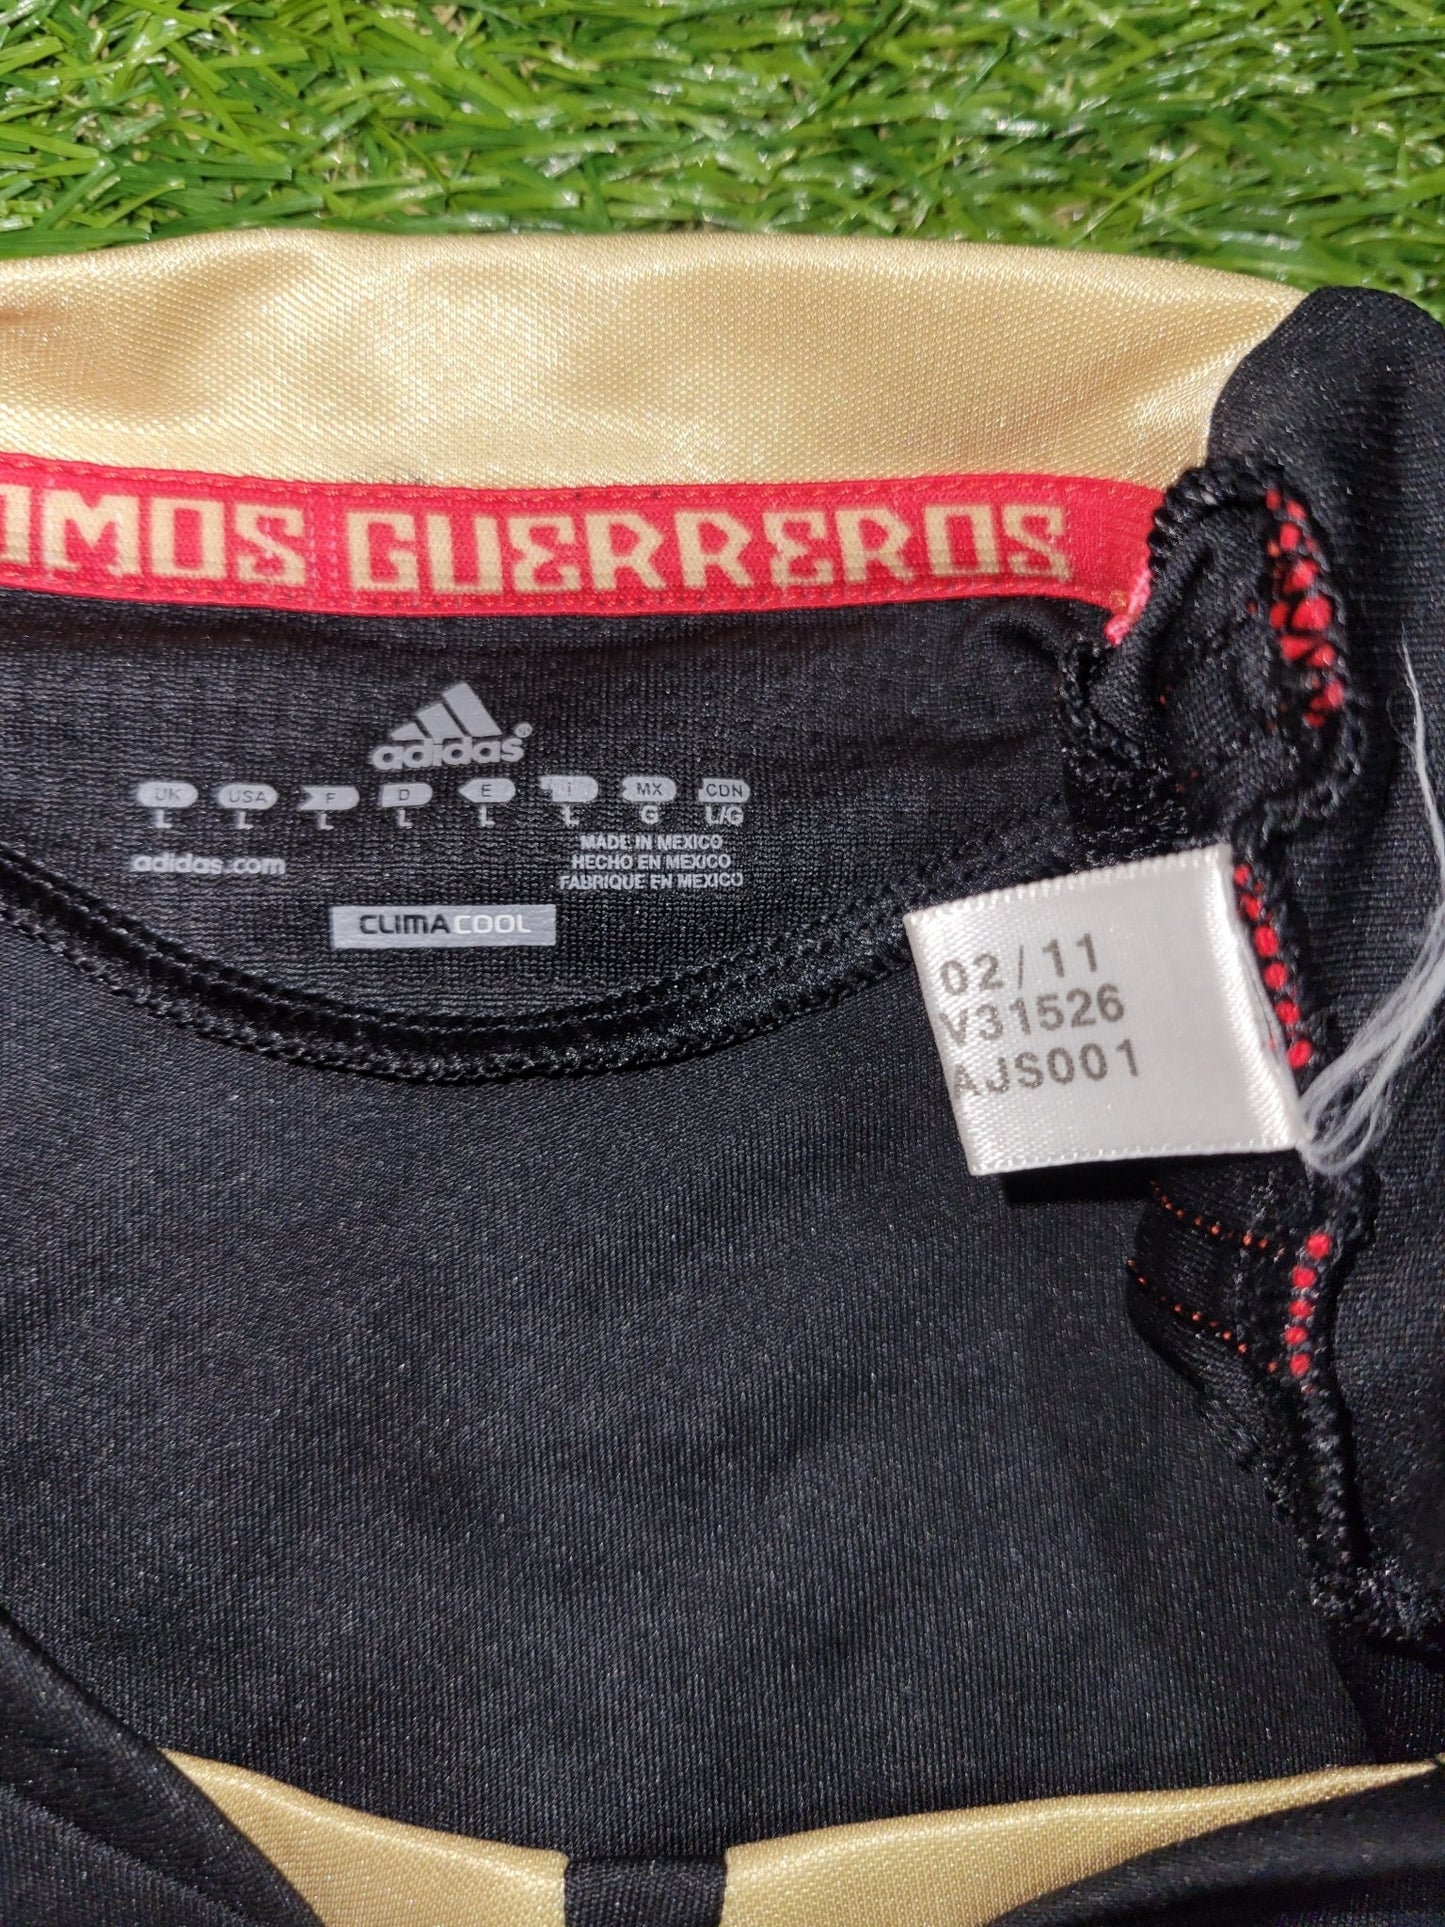 OMOS GUERREROS
adidas®
UK USA F D E I MX CDN
L L L L L L G L/G
adidas.com
MADE IN MEXICO
HECHO EN MEXICO
FABRIQUE EN MEXICO
CLIMACOOL
02/11
V31526
AJS001